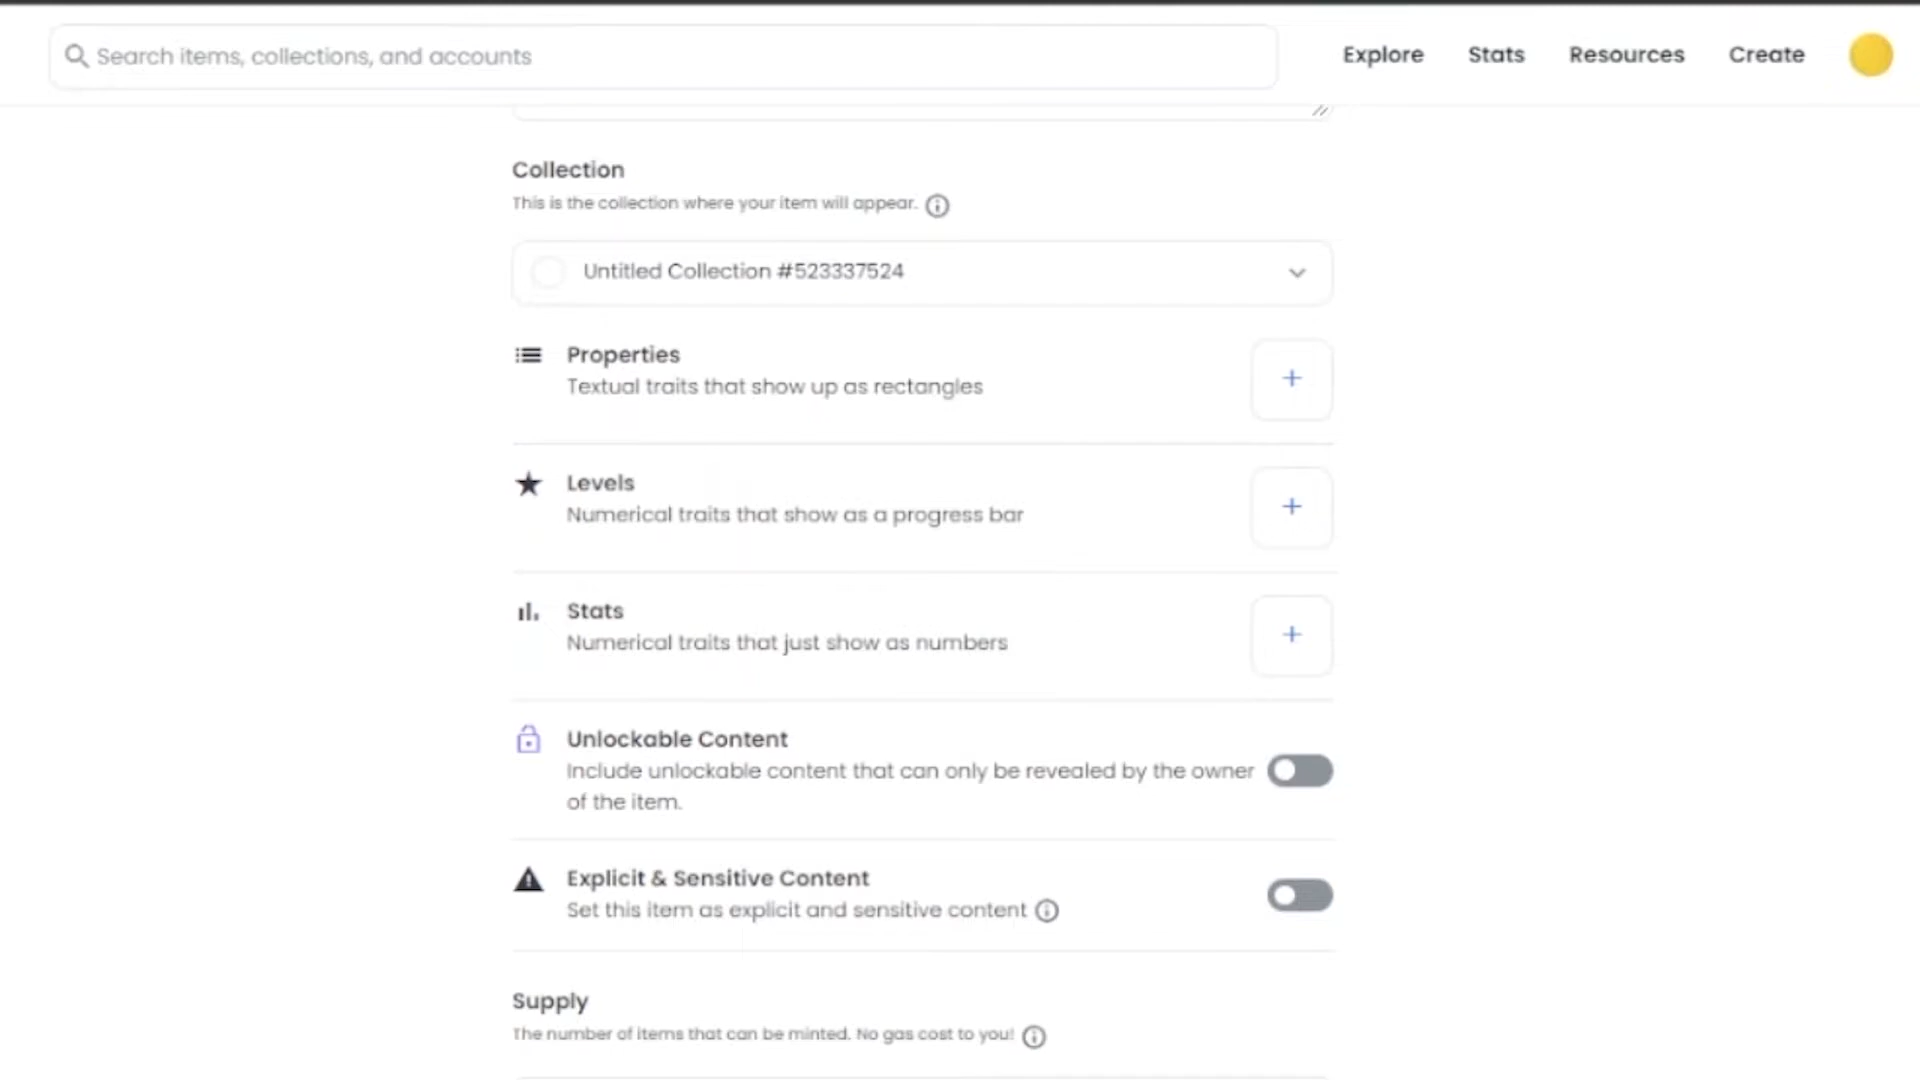 Search items, collections, and accounts
Explore
Stats
Resources
Create
Collection
This is the collection where your item will appear.
Untitled Collection #523337524
Properties
Textual traits that show up as rectangles
Levels
Numerical traits that show as a progress bar
Stats
Numerical traits that just show as numbers
Unlockable Content
Include unlockable content that can only be revealed by the owner
of the item.
Explicit & Sensitive Content
Set this item as explicit and sensitive content
Supply
The number of items that can be minted. No gas cost to you!